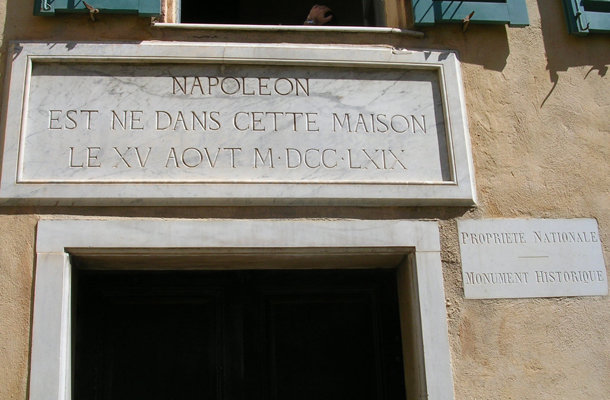 NAPOLEON
EST NE DANS CETTE MAISON
LE XV AOVT M·DCC·LXIX
PROPRIETE NATIONALE
MONUMENT HISTORIQUE